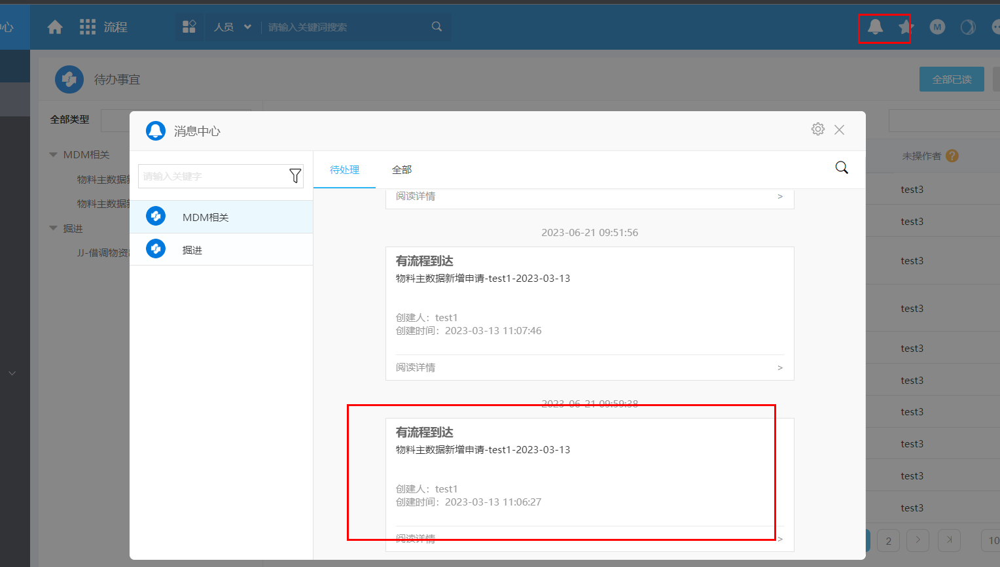 流程
人员
请输入关键词搜索
M
待办事宜
全部已读
全部类型
MDM相关
物料主数据
物料主数据
掘进
JJ-借调物资
消息中心
请输入关键字
MDM相关
掘进
待处理
全部
阅读详情 >
2023-06-21 09:51:56
有流程到达
物料主数据新增申请-test1-2023-03-13
创建人：test1
创建时间：2023-03-13 11:07:46
阅读详情 >
2023-06-21 09:59:38
有流程到达
物料主数据新增申请-test1-2023-03-13
创建人：test1
创建时间：2023-03-13 11:06:27
阅读详情 >
未操作者 ?
test3
test3
test3
test3
test3
test3
test3
test3
test3
test3
2 > >| 10